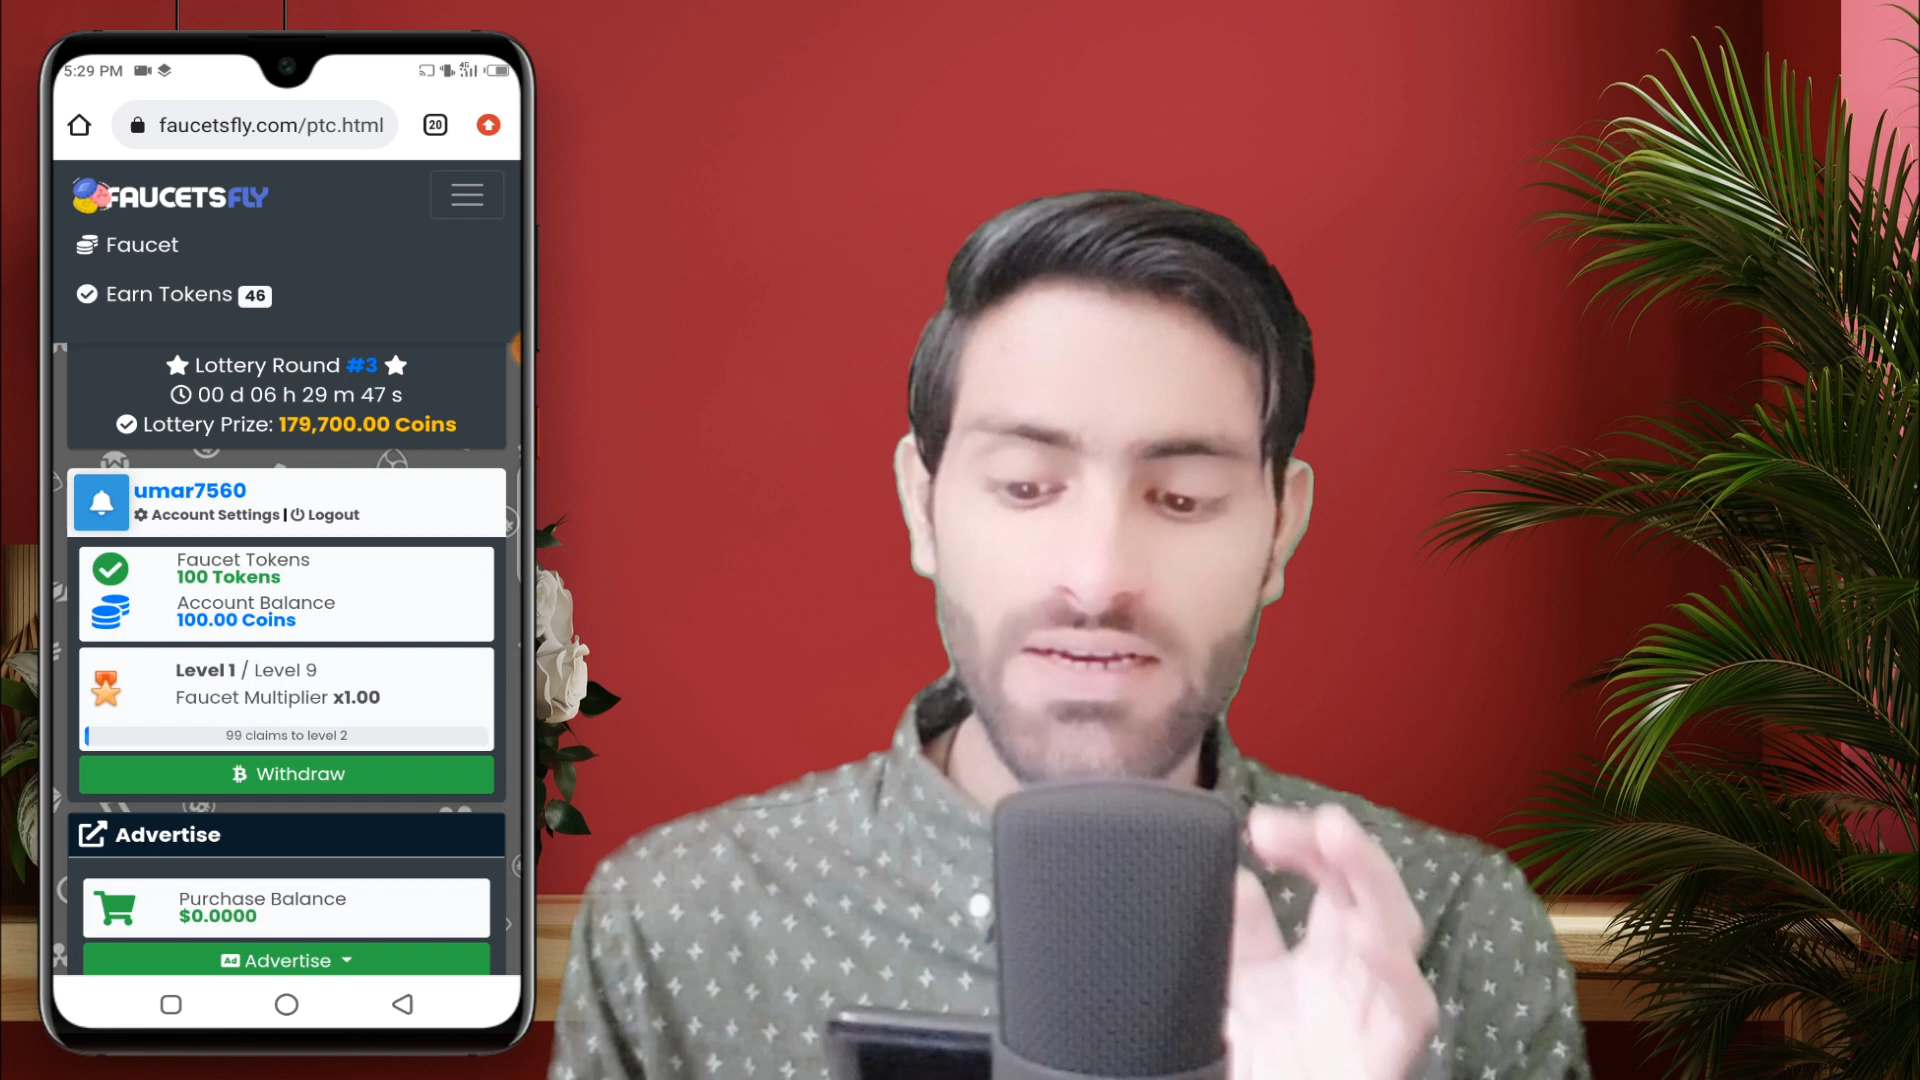 5:29 PM
4G
faucetsfly.com/ptc.html
20
FAUCETSFLY
Faucet
Earn Tokens 46
Lottery Round #3
00 d 06 h 29 m 47 s
Lottery Prize: 179,700.00 Coins
umar7560
Account Settings | Logout
Faucet Tokens
100 Tokens
Account Balance
100.00 Coins
Level 1 / Level 9
Faucet Multiplier x1.00
99 claims to level 2
Withdraw
Advertise
Purchase Balance
$0.0000
Ad Advertise